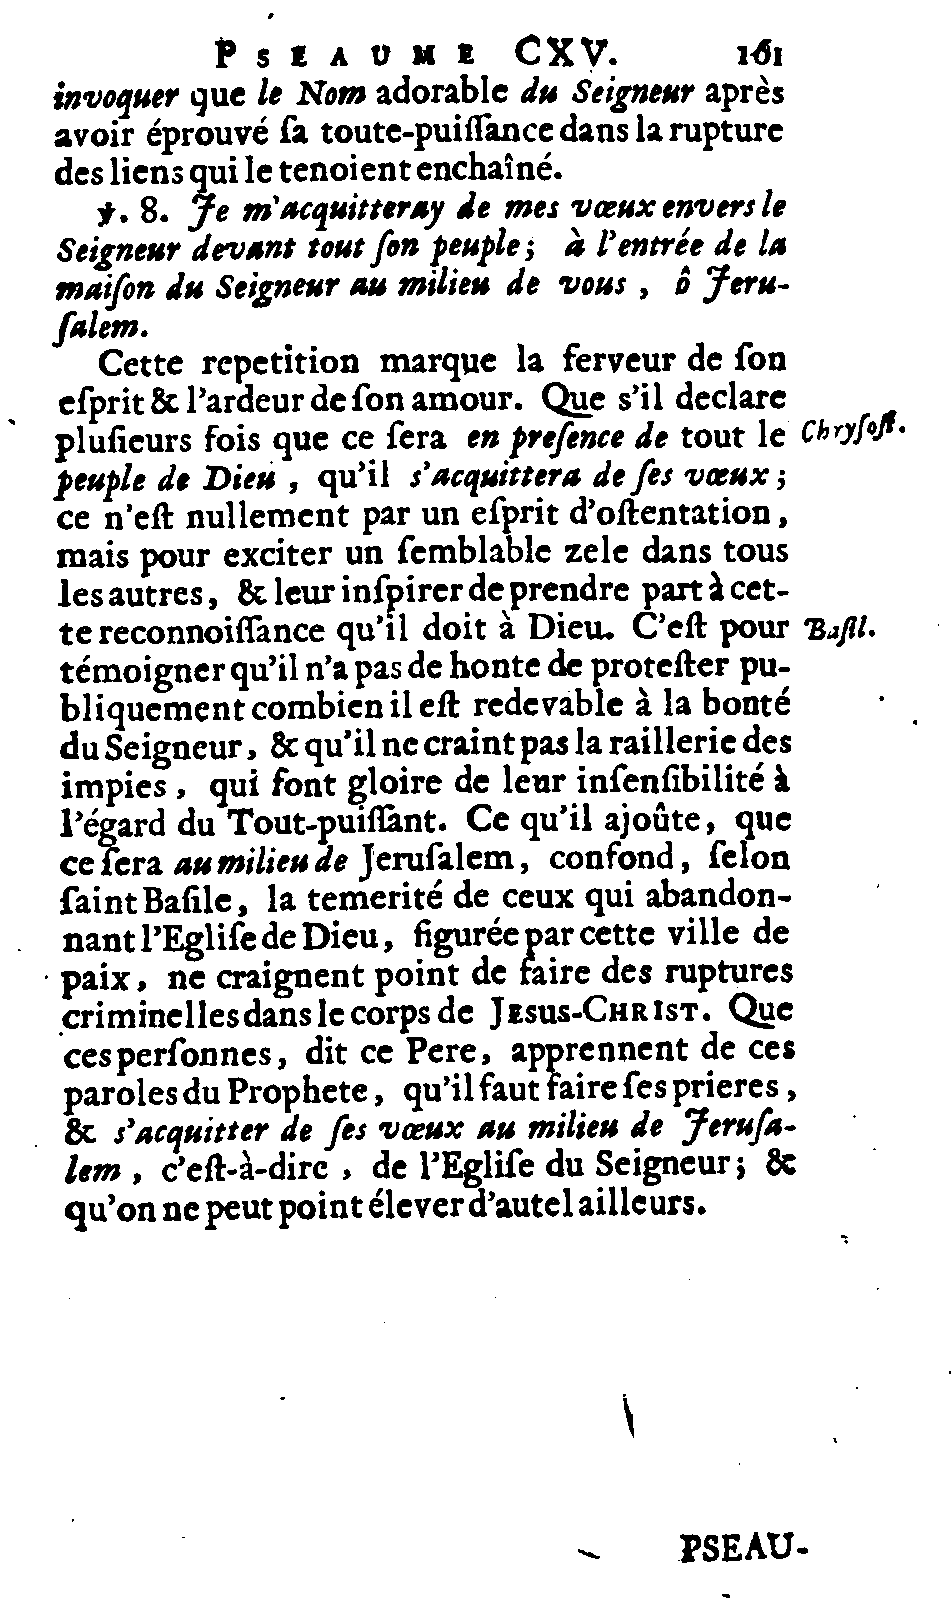 PSEAUME CXV. 161
invoquer que le Nom adorable du Seigneur après
avoir éprouvé ſa toute-puiſſance dans la rupture
des liens qui le tenoient enchaîné.
℣. 8. Je m'acquitteray de mes vœux envers le
Seigneur devant tout ſon peuple; à l'entrée de la
maiſon du Seigneur au milieu de vous, ô Jeru-
ſalem.
Cette repetition marque la ferveur de ſon
eſprit & l'ardeur de ſon amour. Que s'il declare
pluſieurs fois que ce ſera en preſence de tout le Chryſoſt.
peuple de Dieu, qu'il s'acquittera de ſes vœux;
ce n'eſt nullement par un eſprit d'oſtentation,
mais pour exciter un ſemblable zele dans tous
les autres, & leur inſpirer de prendre part à cet-
te reconnoiſſance qu'il doit à Dieu. C'eſt pour Baſil.
témoigner qu'il n'a pas de honte de proteſter pu-
bliquement combien il eſt redevable à la bonté
du Seigneur, & qu'il ne craint pas la raillerie des
impies, qui font gloire de leur inſenſibilité à
l'égard du Tout-puiſſant. Ce qu'il ajoûte, que
ce ſera au milieu de Jeruſalem, confond, ſelon
ſaint Baſile, la temerité de ceux qui abandon-
nant l'Egliſe de Dieu, figurée par cette ville de
paix, ne craignent point de faire des ruptures
criminelles dans le corps de JESUS-CHRIST. Que
ces perſonnes, dit ce Pere, apprennent de ces
paroles du Prophete, qu'il faut faire ſes prieres,
& s'acquitter de ſes vœux au milieu de Jeruſa-
lem, c'eſt-à-dire, de l'Egliſe du Seigneur; &
qu'on ne peut point élever d'autel ailleurs.
PSEAU-